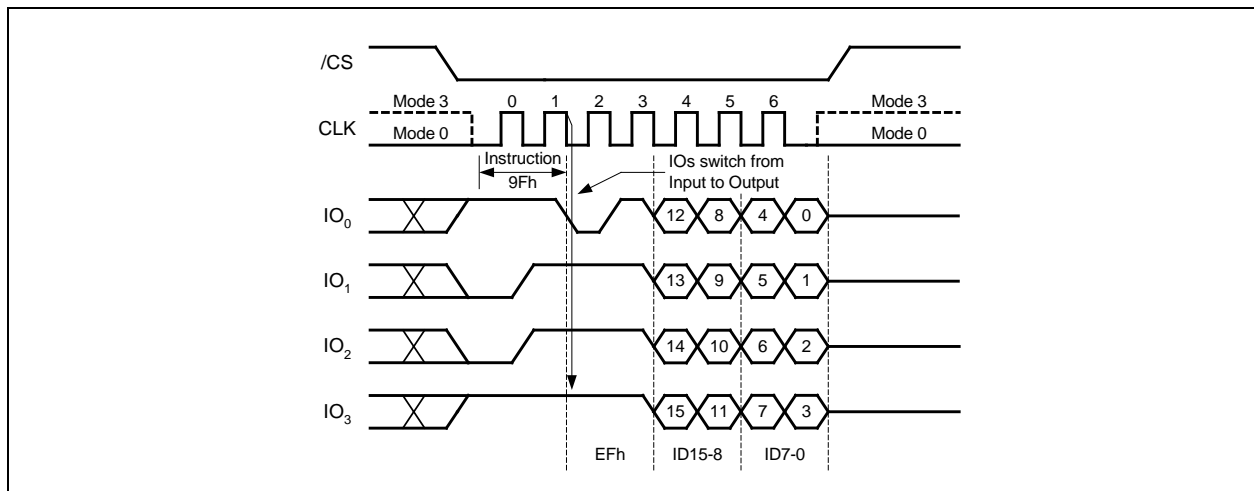 /CS
Mode 3 0 1 2 3 4 5 6 Mode 3
CLK Mode 0 Mode 0
Instruction
9Fh
IOs switch from
Input to Output
IO0 12 8 4 0
IO1 13 9 5 1
IO2 14 10 6 2
IO3 15 11 7 3
EFh ID15-8 ID7-0